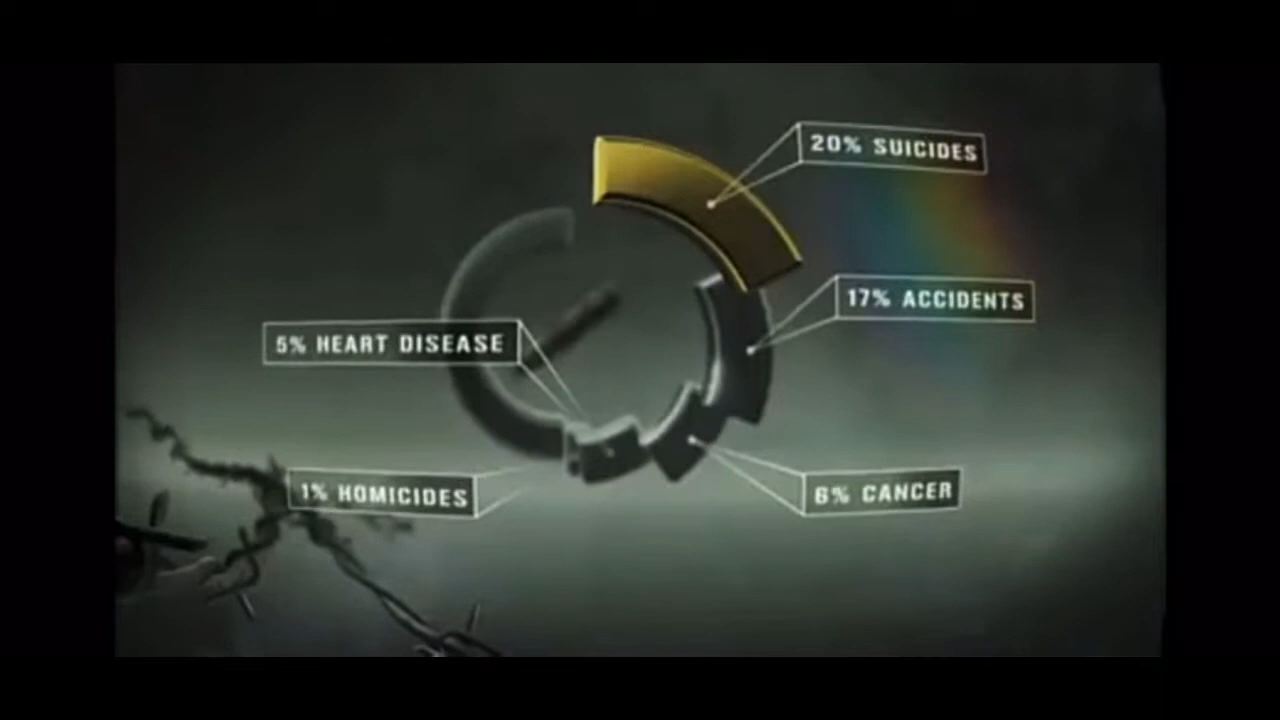 20% SUICIDES
17% ACCIDENTS
5% HEART DISEASE
1% HOMICIDES
6% CANCER